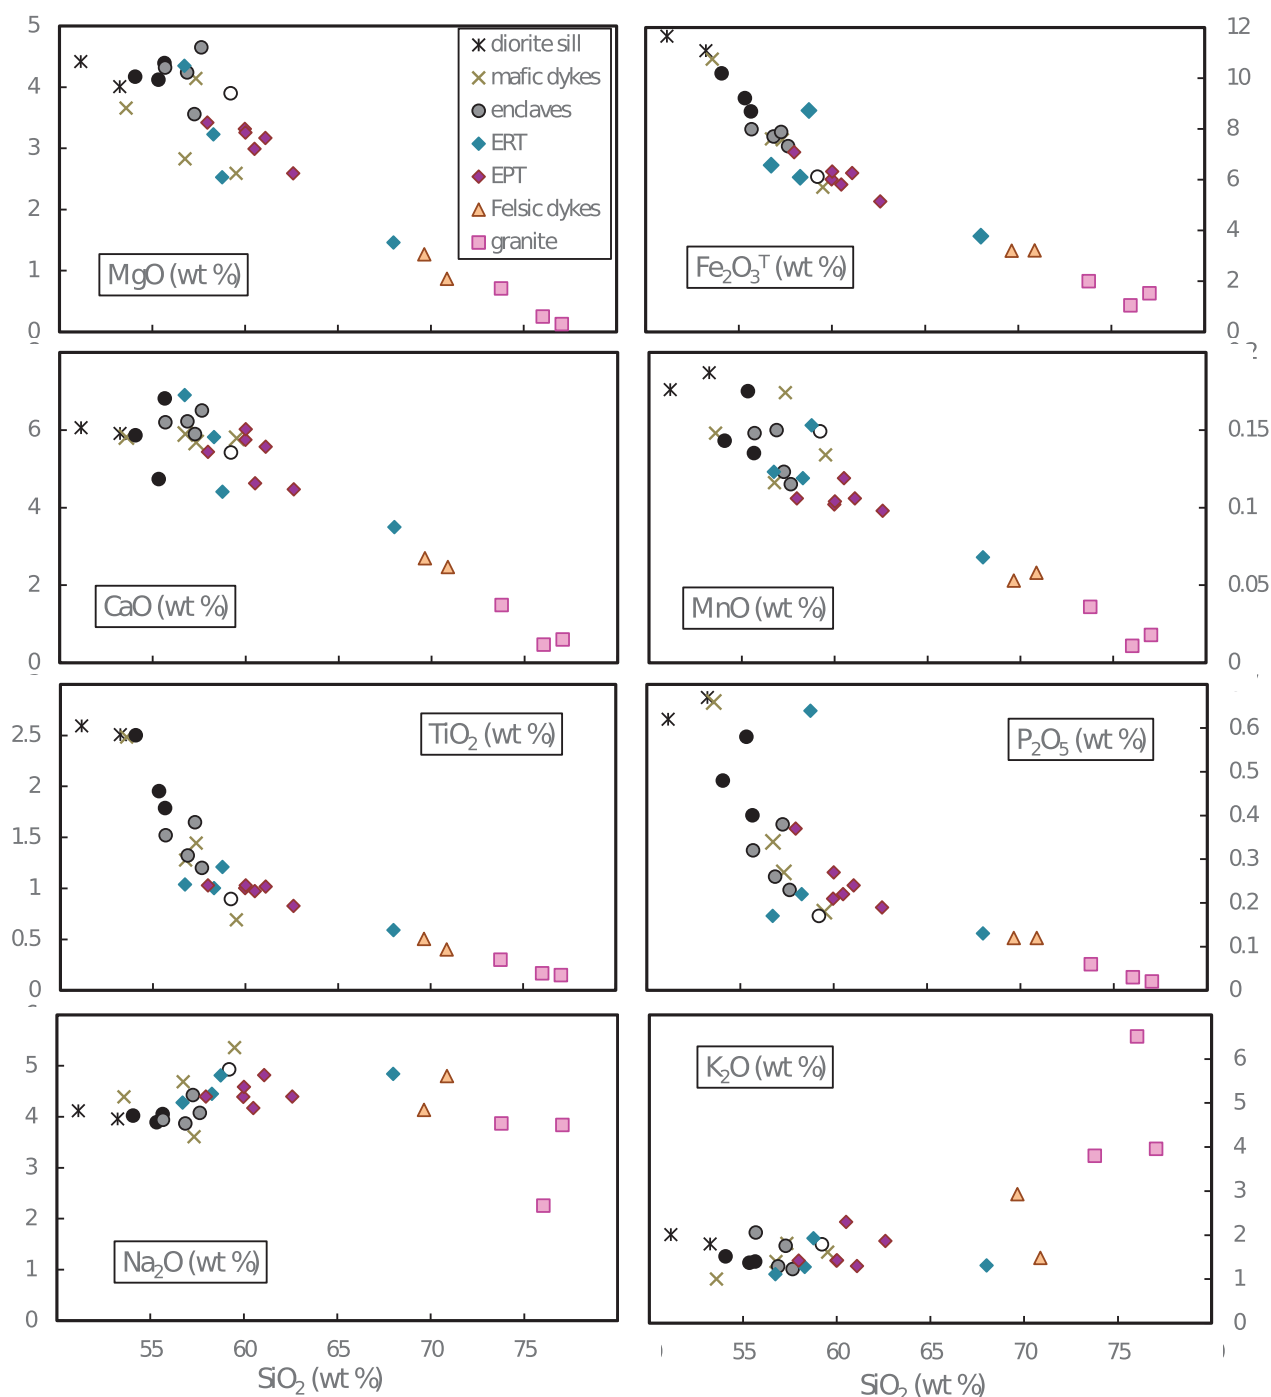 5
4
3
2
1
0
diorite sill
mafic dykes
enclaves
ERT
EPT
Felsic dykes
granite
MgO (wt %)
12
10
8
6
4
2
0
Fe₂O₃ᵀ (wt %)
6
4
2
0
CaO (wt %)
0.15
0.1
0.05
0
MnO (wt %)
2.5
2
1.5
1
0.5
0
TiO₂ (wt %)
0.6
0.5
0.4
0.3
0.2
0.1
0
P₂O₅ (wt %)
5
4
3
2
1
0
Na₂O (wt %)
55 60 65 70 75
SiO₂ (wt %)
6
5
4
3
2
1
0
K₂O (wt %)
55 60 65 70 75
SiO₂ (wt %)